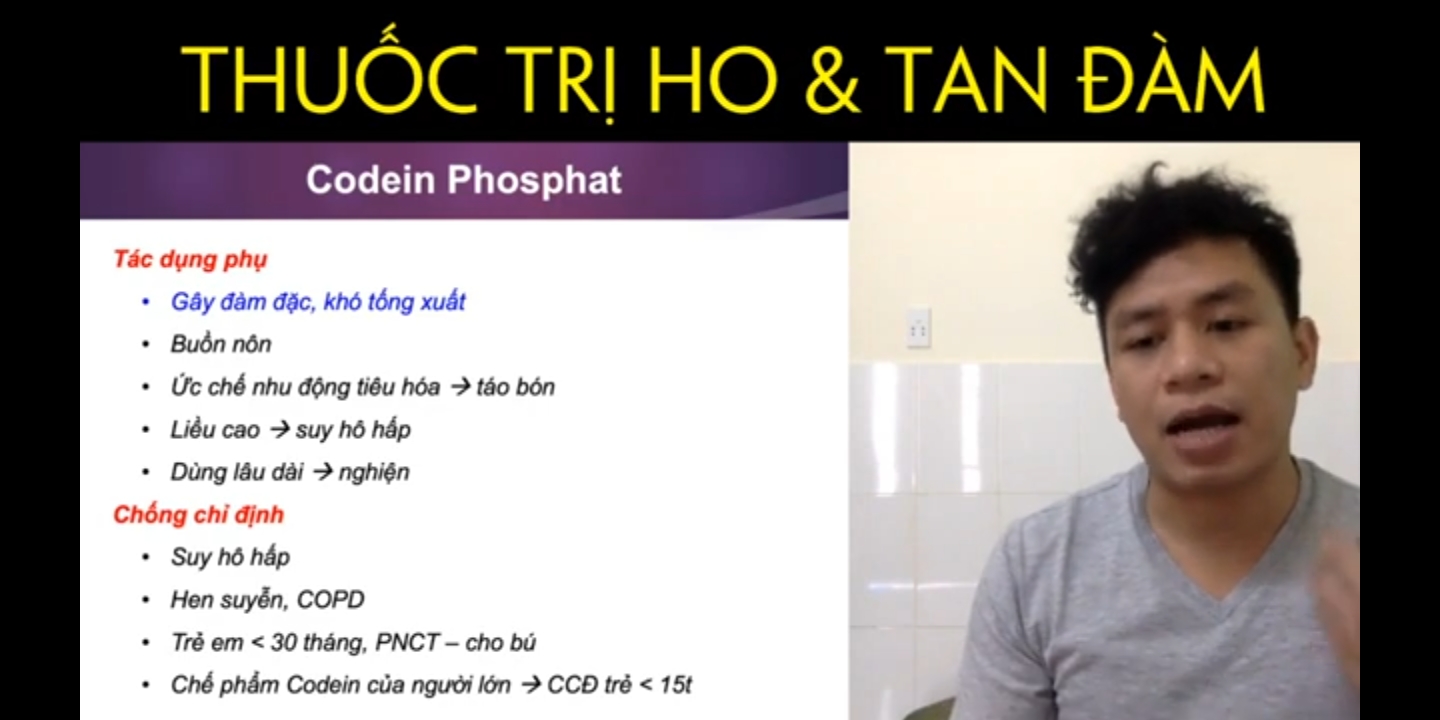 THUỐC TRỊ HO & TAN ĐÀM
Codein Phosphat
Tác dụng phụ
• Gây đàm đặc, khó tống xuất
• Buồn nôn
• Ức chế nhu động tiêu hóa → táo bón
• Liều cao → suy hô hấp
• Dùng lâu dài → nghiện
Chống chỉ định
• Suy hô hấp
• Hen suyễn, COPD
• Trẻ em < 30 tháng, PNCT – cho bú
• Chế phẩm Codein của người lớn → CCĐ trẻ < 15t